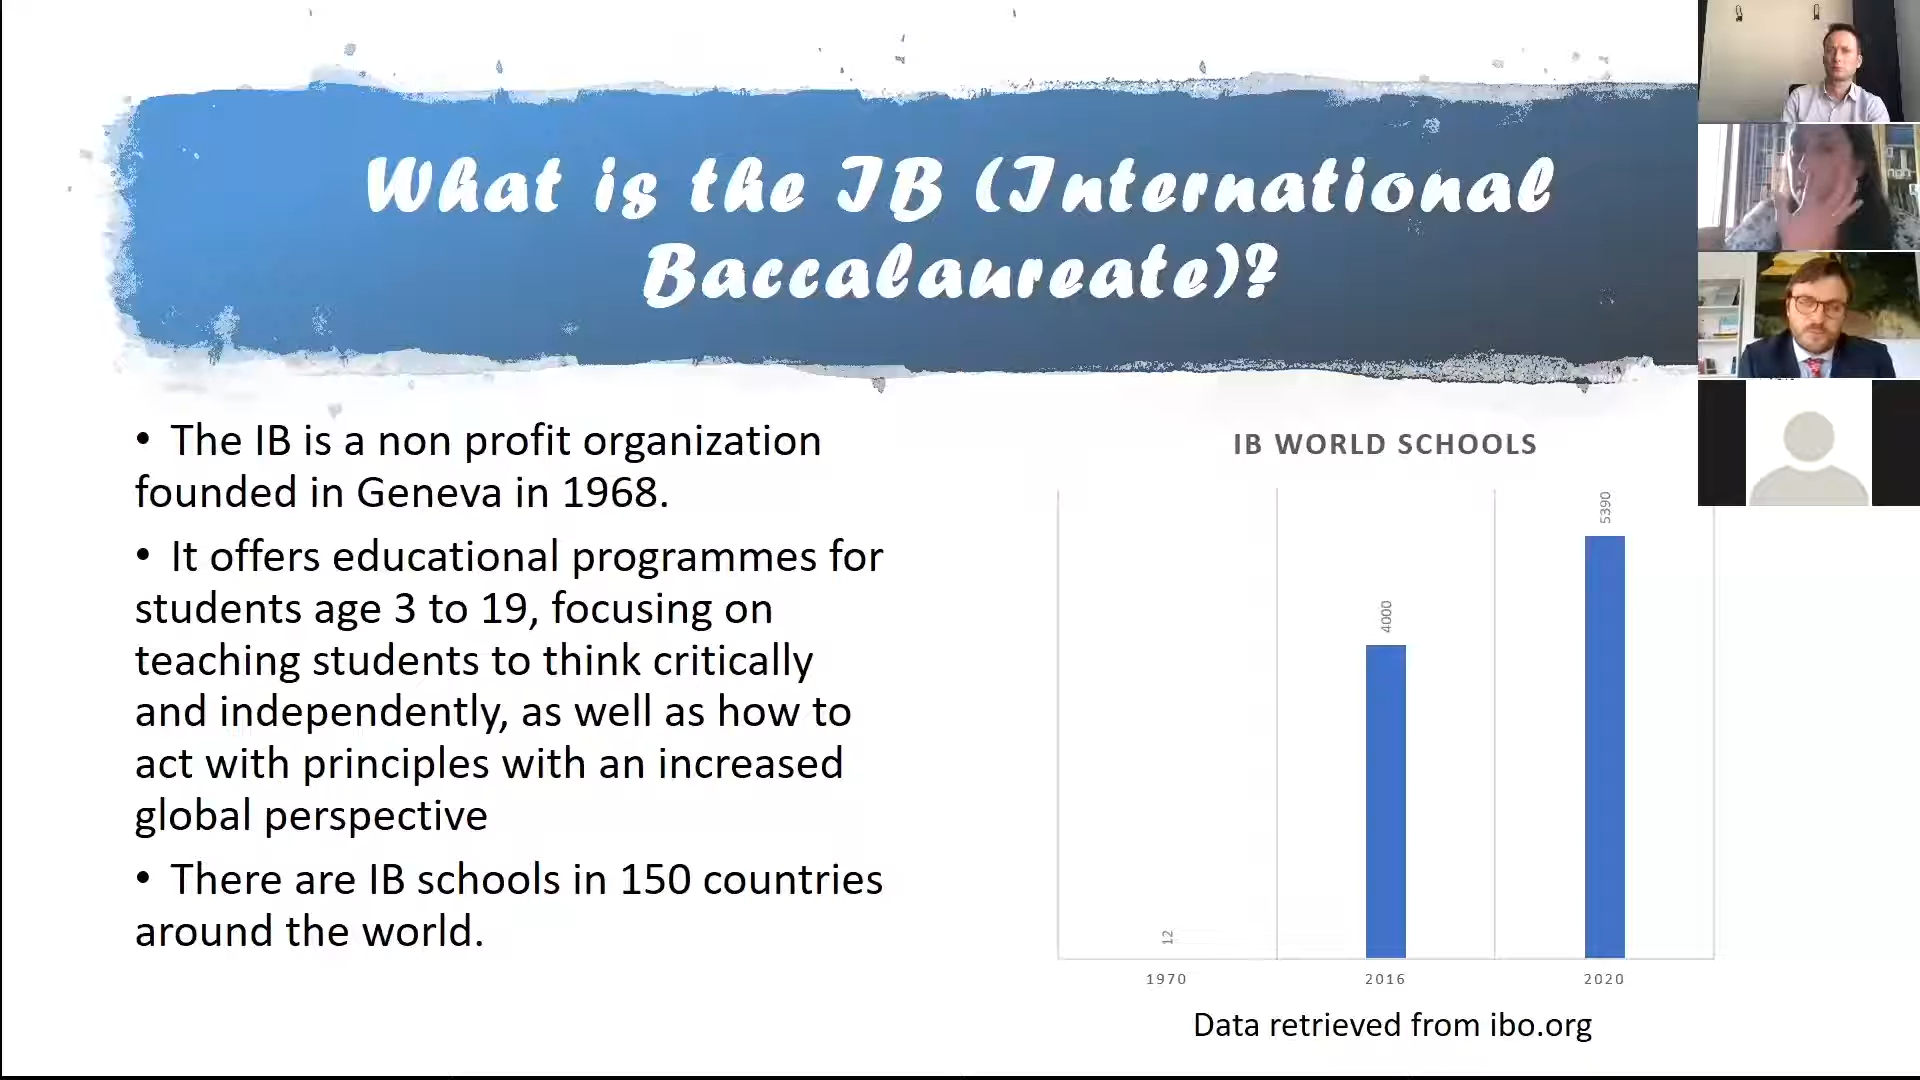 What is the IB (International
Baccalaureate)?
• The IB is a non profit organization
founded in Geneva in 1968.
• It offers educational programmes for
students age 3 to 19, focusing on
teaching students to think critically
and independently, as well as how to
act with principles with an increased
global perspective
• There are IB schools in 150 countries
around the world.
IB WORLD SCHOOLS
12
4000
5390
1970
2016
2020
Data retrieved from ibo.org